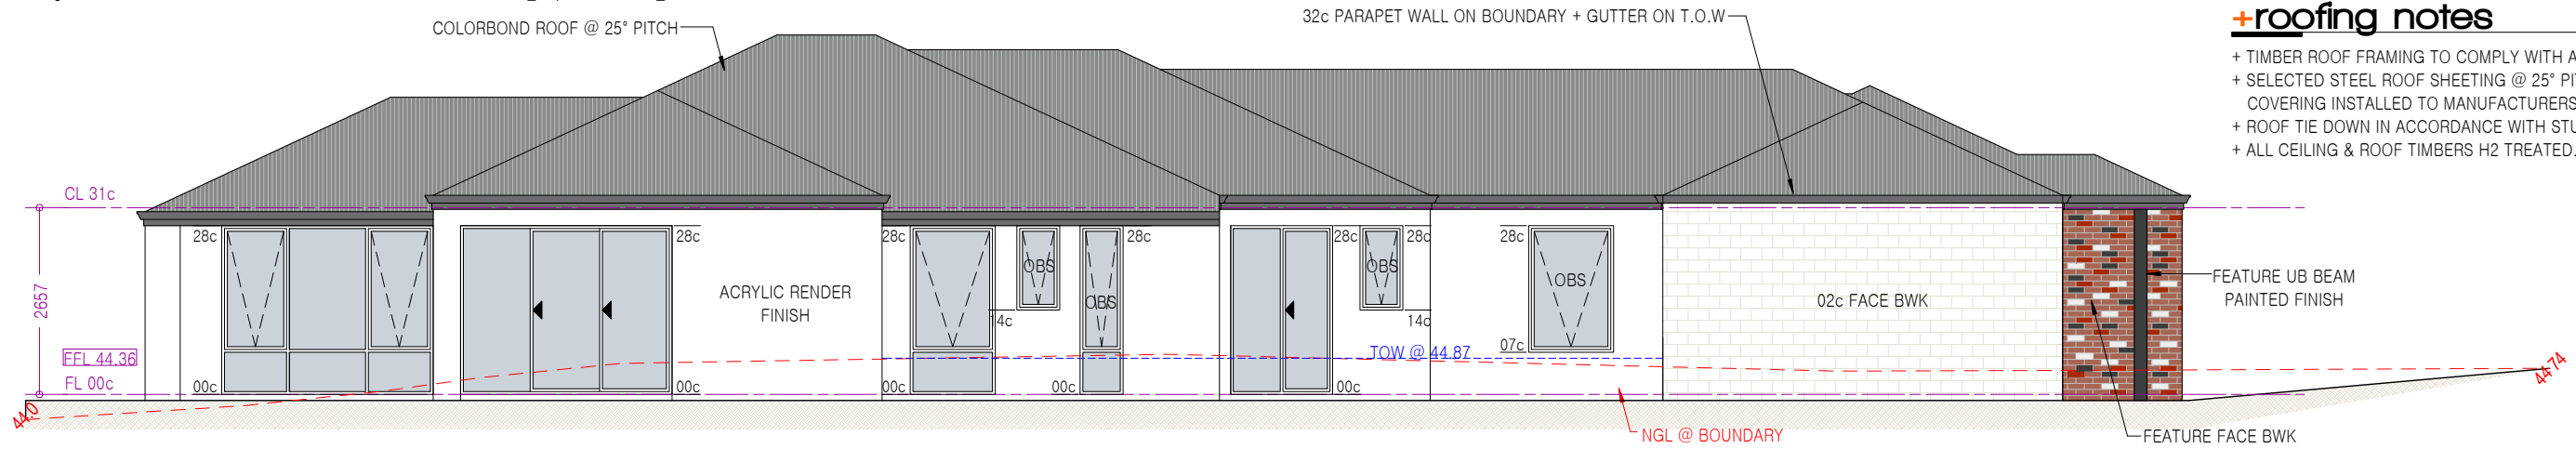 COLORBOND ROOF @ 25° PITCH
32c PARAPET WALL ON BOUNDARY + GUTTER ON T.O.W
+roofing notes
+ TIMBER ROOF FRAMING TO COMPLY WITH A
+ SELECTED STEEL ROOF SHEETING @ 25° PI
COVERING INSTALLED TO MANUFACTURERS
+ ROOF TIE DOWN IN ACCORDANCE WITH STU
+ ALL CEILING & ROOF TIMBERS H2 TREATED.
CL 31c
28c
28c
28c
28c
28c
28c
28c
OBS
OBS
OBS
OBS
2657
ACRYLIC RENDER
FINISH
02c FACE BWK
FEATURE UB BEAM
PAINTED FINISH
14c
14c
07c
TOW @ 44.87
FFL 44.36
FL 00c
00c
00c
00c
00c
00c
44.0
44.74
NGL @ BOUNDARY
FEATURE FACE BWK